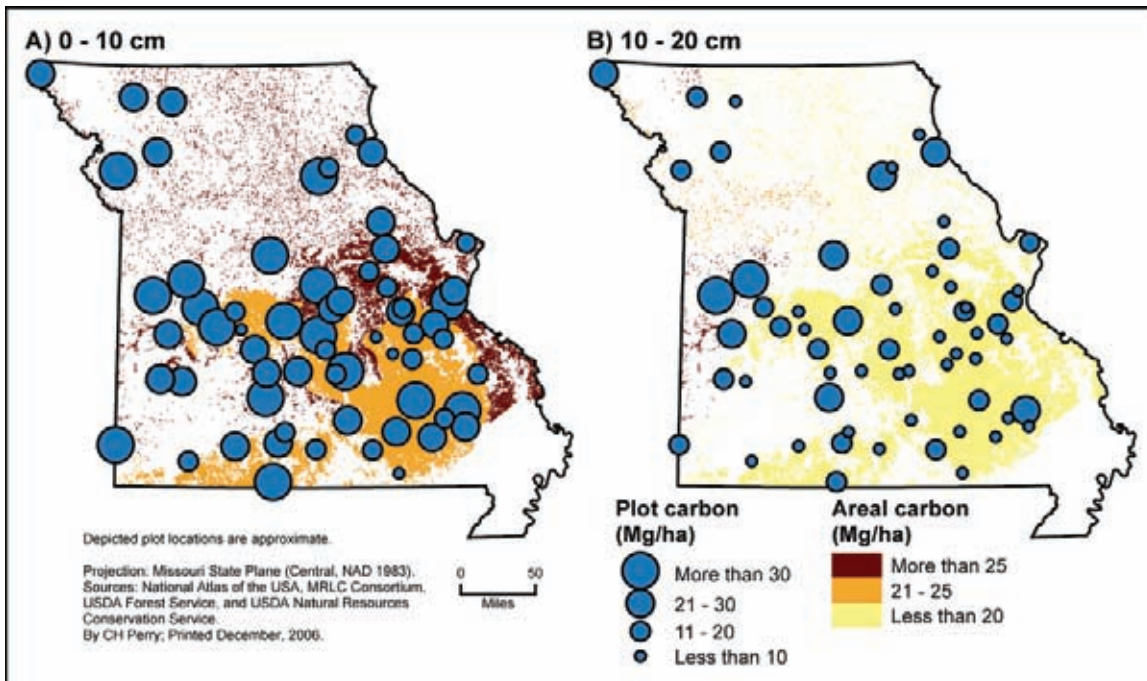 A) 0 - 10 cm
B) 10 - 20 cm
Depicted plot locations are approximate.
Projection: Missouri State Plane (Central, NAD 1983).
Sources: National Atlas of the USA, MRLC Consortium,
USDA Forest Service, and USDA Natural Resources
Conservation Service.
By CH Perry; Printed December, 2006.
0 50
Miles
Plot carbon
(Mg/ha)
More than 30
21 - 30
11 - 20
Less than 10
Areal carbon
(Mg/ha)
More than 25
21 - 25
Less than 20